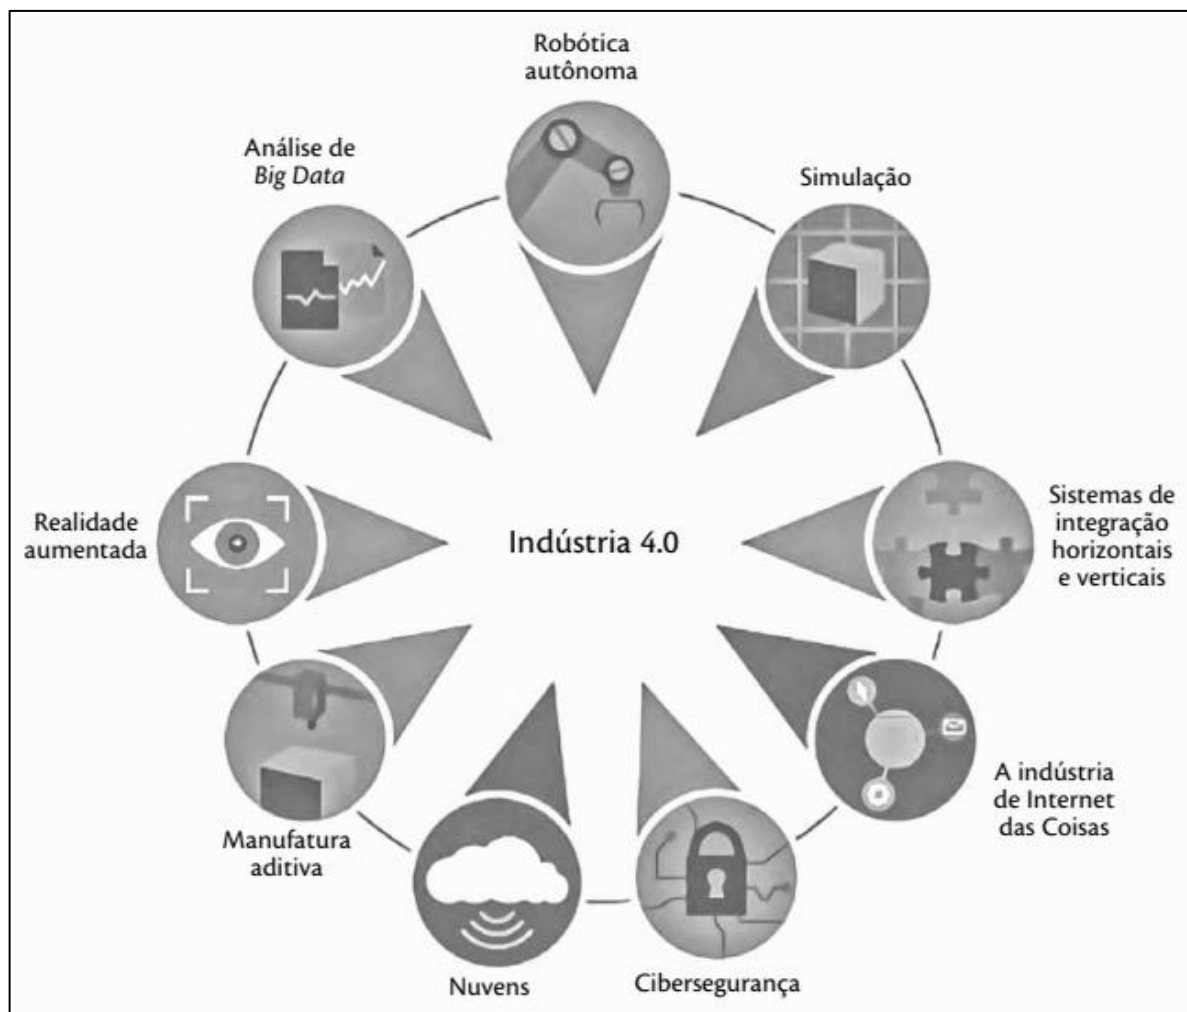 Robótica
autônoma
Análise de
Big Data
Simulação
Realidade
aumentada
Indústria 4.0
Sistemas de
integração
horizontais
e verticais
A indústria
de Internet
das Coisas
Manufatura
aditiva
Nuvens
Cibersegurança